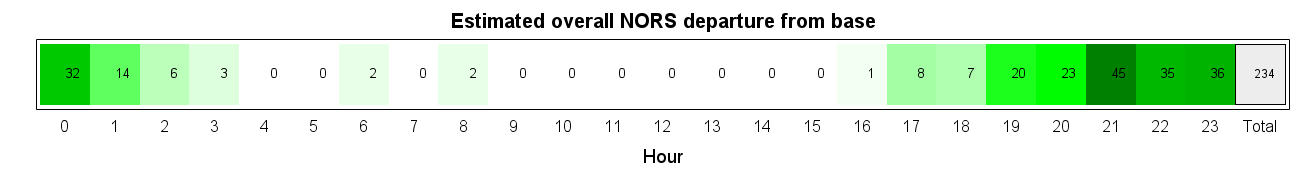 Estimated overall NORS departure from base
32 14 6 3 0 0 2 0 2 0 0 0 0 0 0 0 1 8 7 20 23 45 35 36 234
0 1 2 3 4 5 6 7 8 9 10 11 12 13 14 15 16 17 18 19 20 21 22 23 Total
Hour